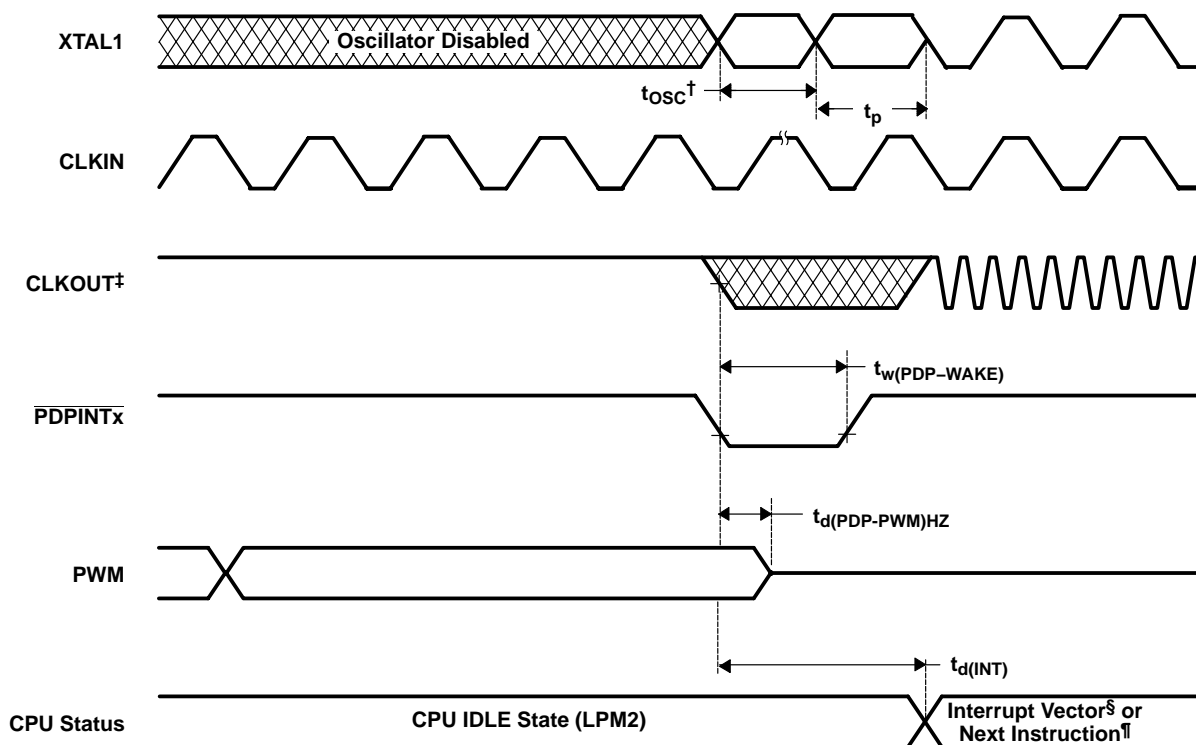 XTAL1
Oscillator Disabled
tOSC†
tp
CLKIN
CLKOUT‡
tw(PDP–WAKE)
PDPINTx
td(PDP-PWM)HZ
PWM
td(INT)
CPU Status
CPU IDLE State (LPM2)
Interrupt Vector§ or
Next Instruction¶